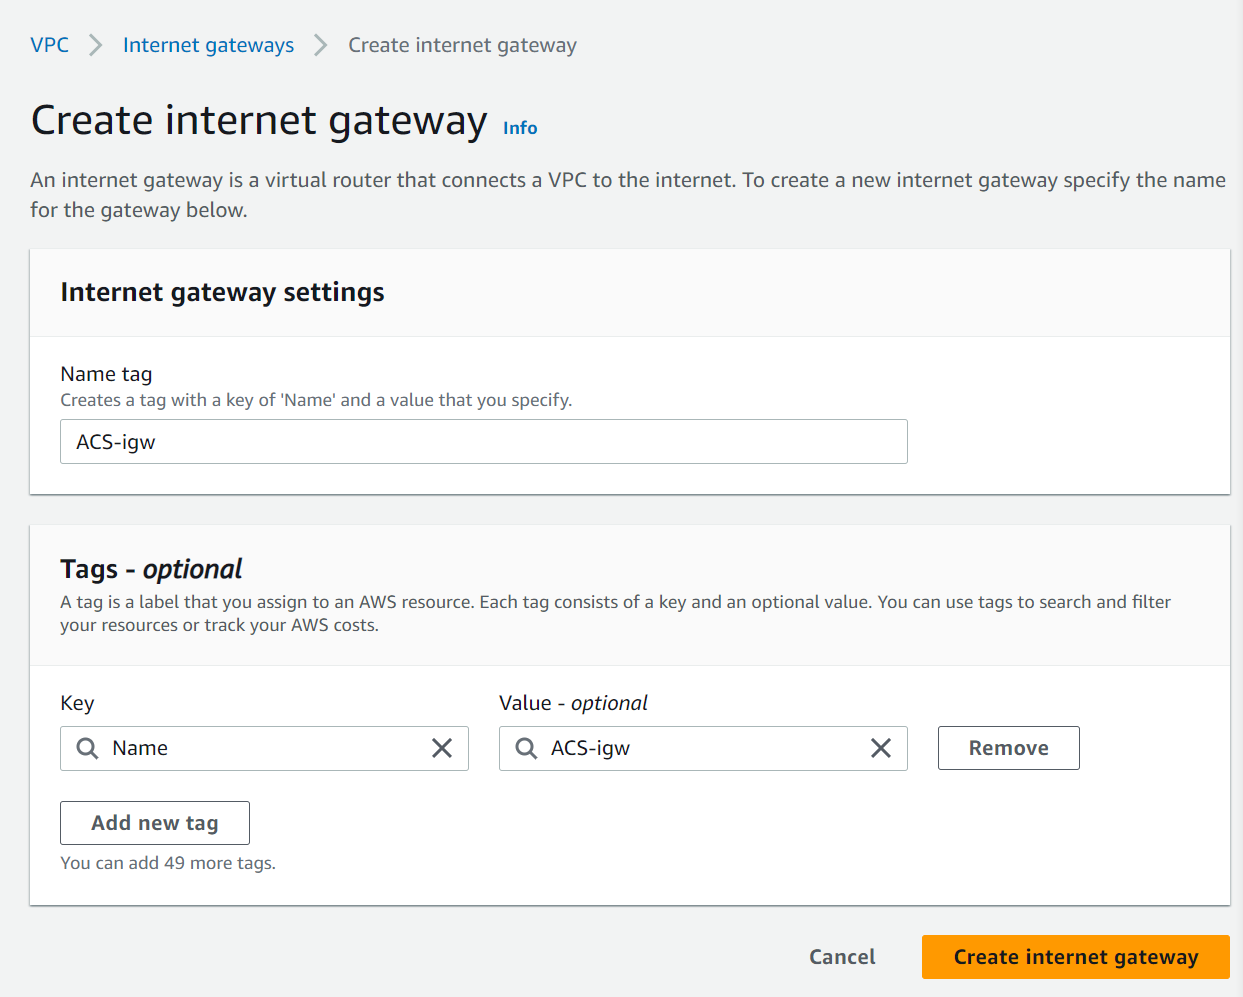 VPC Internet gateways Create internet gateway
Create internet gateway Info
An internet gateway is a virtual router that connects a VPC to the internet. To create a new internet gateway specify the name
for the gateway below.
Internet gateway settings
Name tag
Creates a tag with a key of 'Name' and a value that you specify.
ACS-igw
Tags - optional
A tag is a label that you assign to an AWS resource. Each tag consists of a key and an optional value. You can use tags to search and filter
your resources or track your AWS costs.
Key Value - optional
Name ACS-igw Remove
Add new tag
You can add 49 more tags.
Cancel Create internet gateway